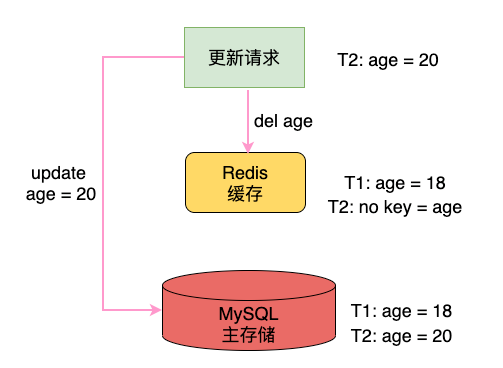 更新请求
T2: age = 20
del age
update
age = 20
Redis
缓存
T1: age = 18
T2: no key = age
MySQL
主存储
T1: age = 18
T2: age = 20